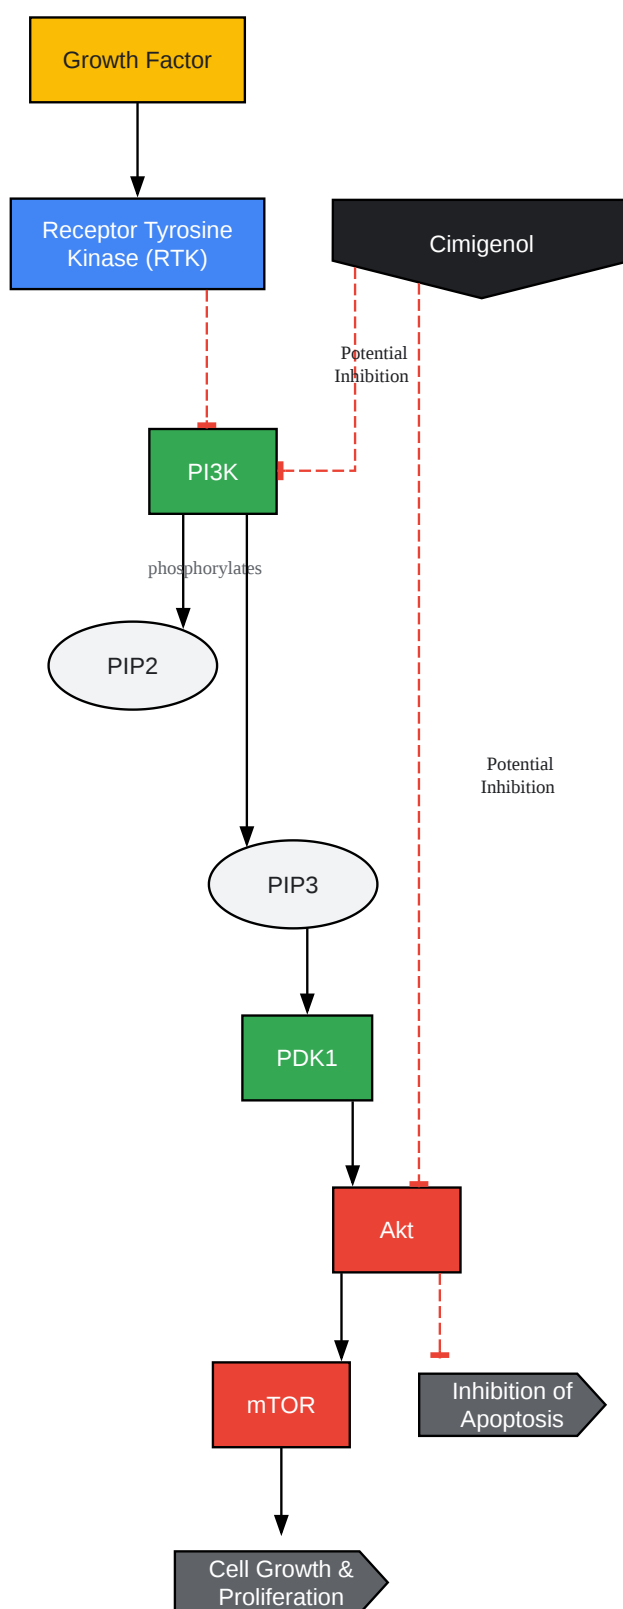 Growth Factor
Receptor Tyrosine
Kinase (RTK)
Cimigenol
Potential
Inhibition
PI3K
phosphorylates
PIP2
Potential
Inhibition
PIP3
PDK1
Akt
mTOR
Inhibition of
Apoptosis
Cell Growth &
Proliferation